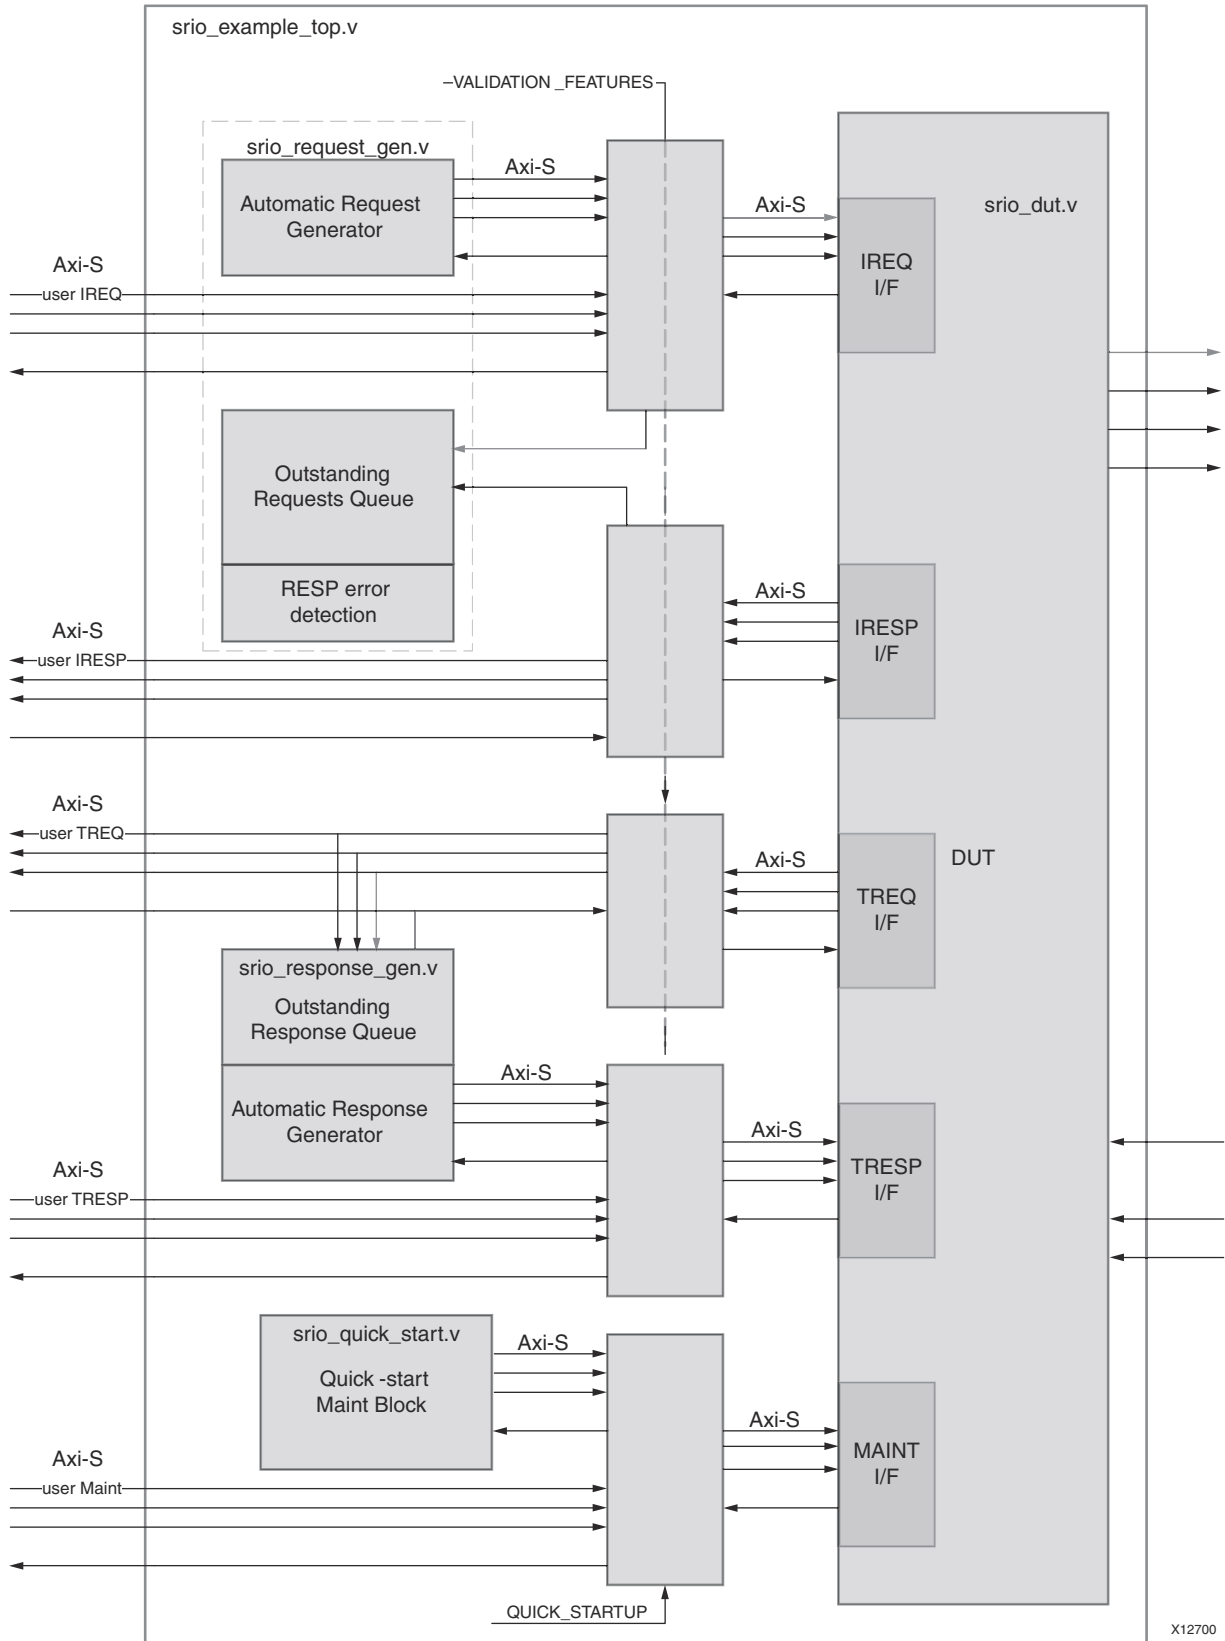 srio_example_top.v
VALIDATION _FEATURES
srio_request_gen.v
Axi-S
Automatic Request
Generator
Axi-S
srio_dut.v
IREQ
I/F
Axi-S
user IREQ
Outstanding
Requests Queue
RESP error
detection
Axi-S
IRESP
I/F
Axi-S
user IRESP
Axi-S
user TREQ
Axi-S
DUT
TREQ
I/F
srio_response_gen.v
Outstanding
Response Queue
Axi-S
Automatic Response
Generator
Axi-S
TRESP
I/F
Axi-S
user TRESP
srio_quick_start.v
Axi-S
Quick -start
Maint Block
Axi-S
MAINT
I/F
Axi-S
user Maint
QUICK_STARTUP
X12700